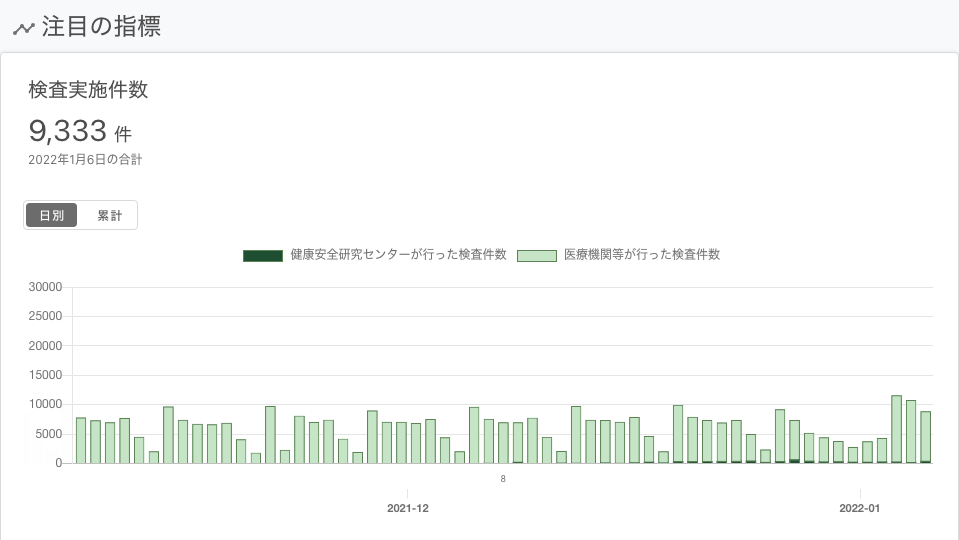 注目の指標
検査実施件数
9,333 件
2022年1月6日の合計
日別 累計
健康安全研究センターが行った検査件数 医療機関等が行った検査件数
30000
25000
20000
15000
10000
5000
0
8
2021-12 2022-01